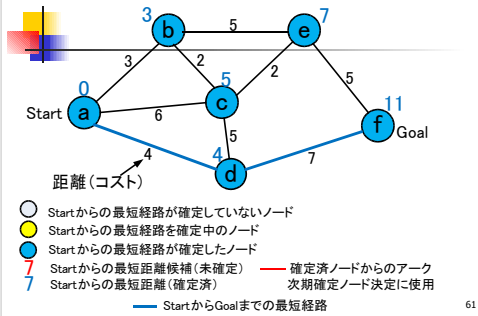 3
b
5
7
e
3
2
2
5
0
5
Start
a
6
c
11
f
Goal
5
4
4
d
7
距離(コスト)
Startからの最短経路が確定していないノード
Startからの最短経路を確定中のノード
Startからの最短経路が確定したノード
7 Startからの最短距離候補(未確定) 確定済ノードからのアーク
7 Startからの最短距離(確定済) 次期確定ノード決定に使用
StartからGoalまでの最短経路
61